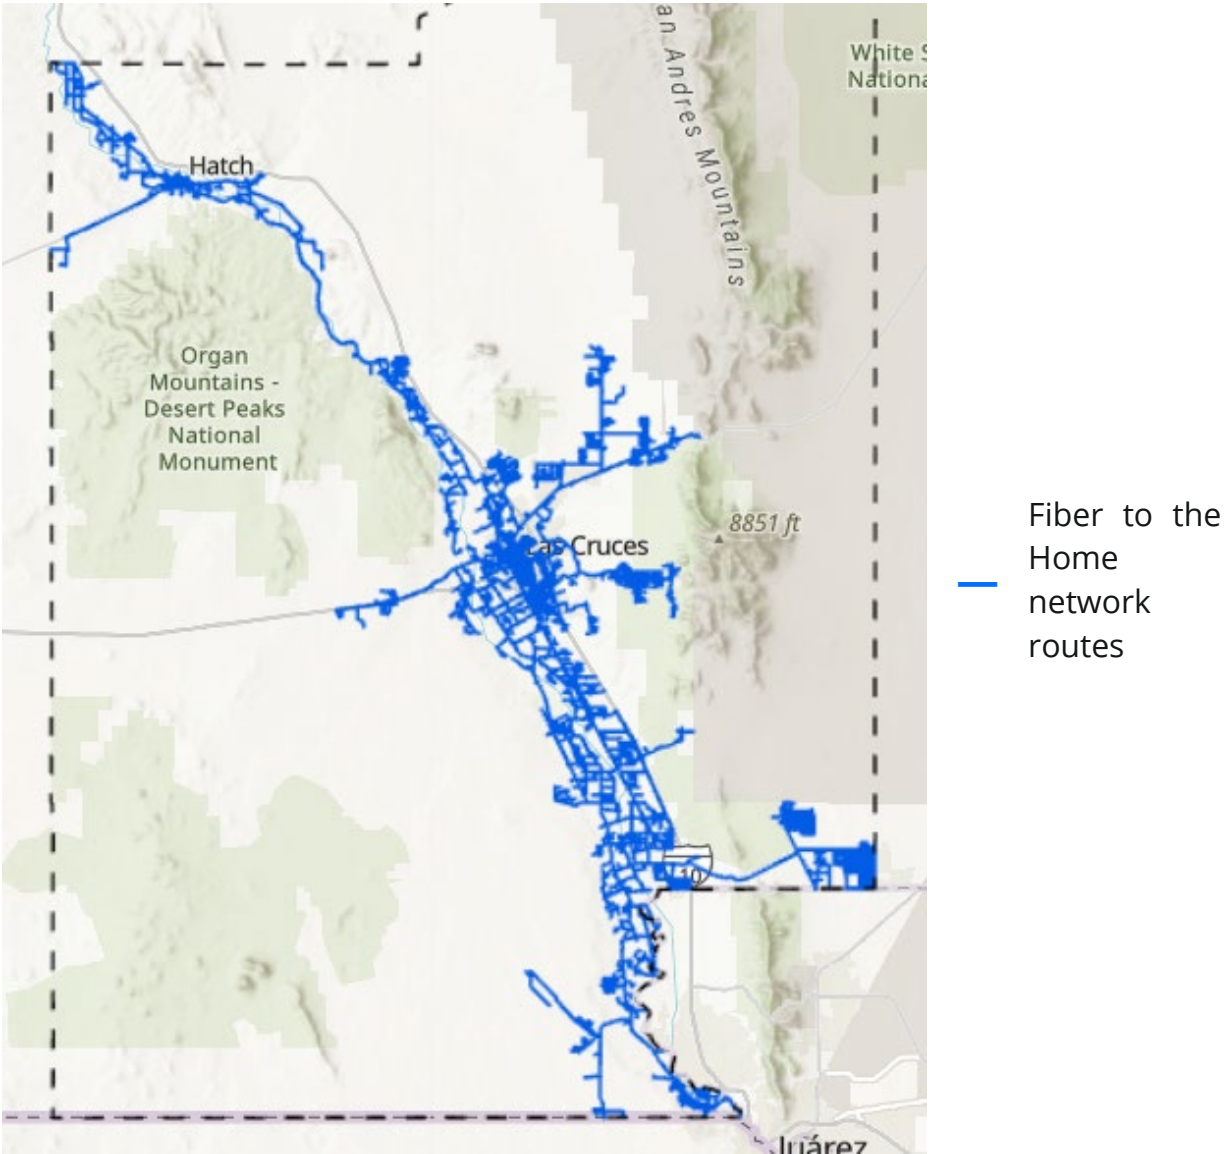 White S
Nationa
an Andres Mountains
Hatch
Organ
Mountains -
Desert Peaks
National
Monument
8851 ft
Las Cruces
10
Juárez
Fiber to the
Home
network
routes